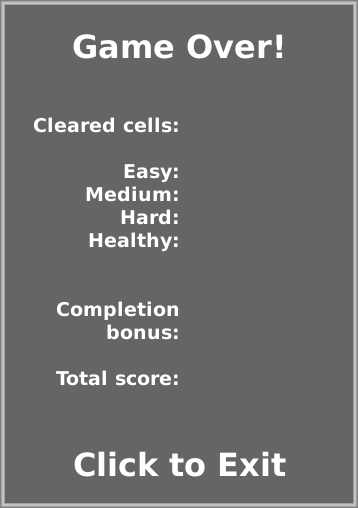 Game Over!
Cleared cells:
Easy:
Medium:
Hard:
Healthy:
Completion
bonus:
Total score:
Click to Exit